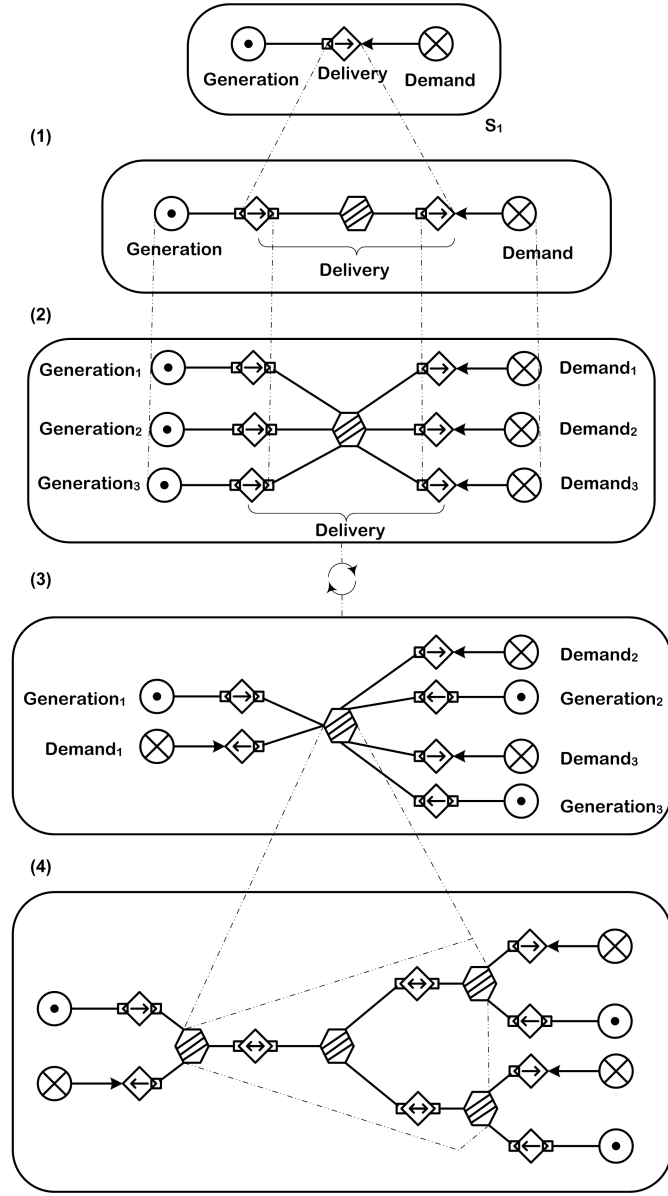 Generation Delivery Demand
S₁
(1)
Generation Demand
Delivery
(2)
Generation₁ Demand₁
Generation₂ Demand₂
Generation₃ Demand₃
Delivery
(3)
Demand₂
Generation₁ Generation₂
Demand₁ Demand₃
Generation₃
(4)